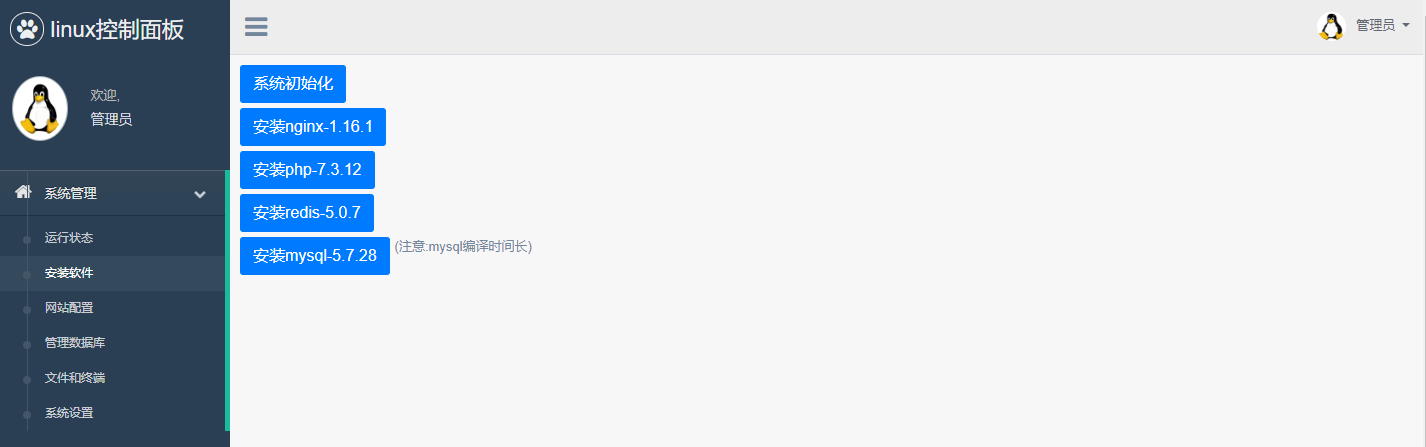 linux控制面板
管理员
欢迎,
管理员
系统管理
运行状态
安装软件
网站配置
管理数据库
文件和终端
系统设置
系统初始化
安装nginx-1.16.1
安装php-7.3.12
安装redis-5.0.7
安装mysql-5.7.28 (注意:mysql编译时间长)